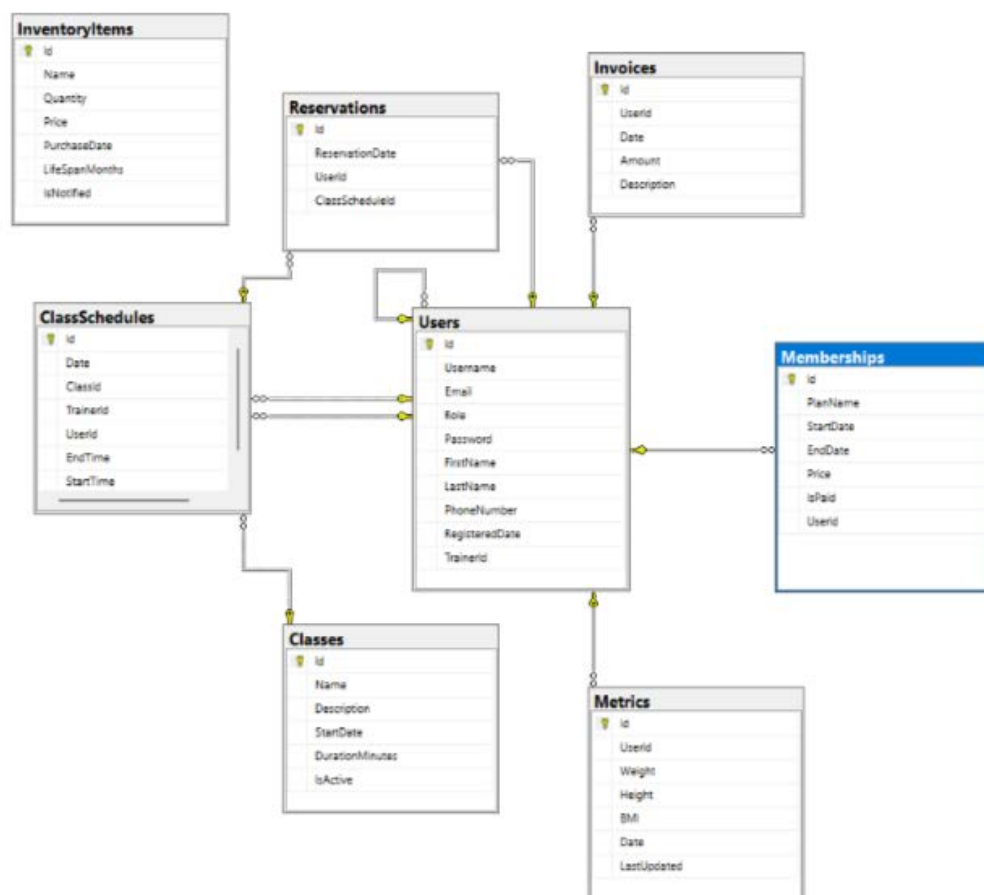 InventoryItems
Id
Name
Quantity
Price
PurchaseDate
LifeSpanMonths
IsNotified
Reservations
Id
ReservationDate
UserId
ClassScheduleId
Invoices
Id
UserId
Date
Amount
Description
ClassSchedules
Id
Date
ClassId
TrainerId
UserId
EndTime
StartTime
Users
Id
Username
Email
Role
Password
FirstName
LastName
PhoneNumber
RegisteredDate
TrainerId
Memberships
Id
PlanName
StartDate
EndDate
Price
IsPaid
UserId
Classes
Id
Name
Description
StartDate
DurationMinutes
IsActive
Metrics
Id
UserId
Weight
Height
BMI
Date
LastUpdated